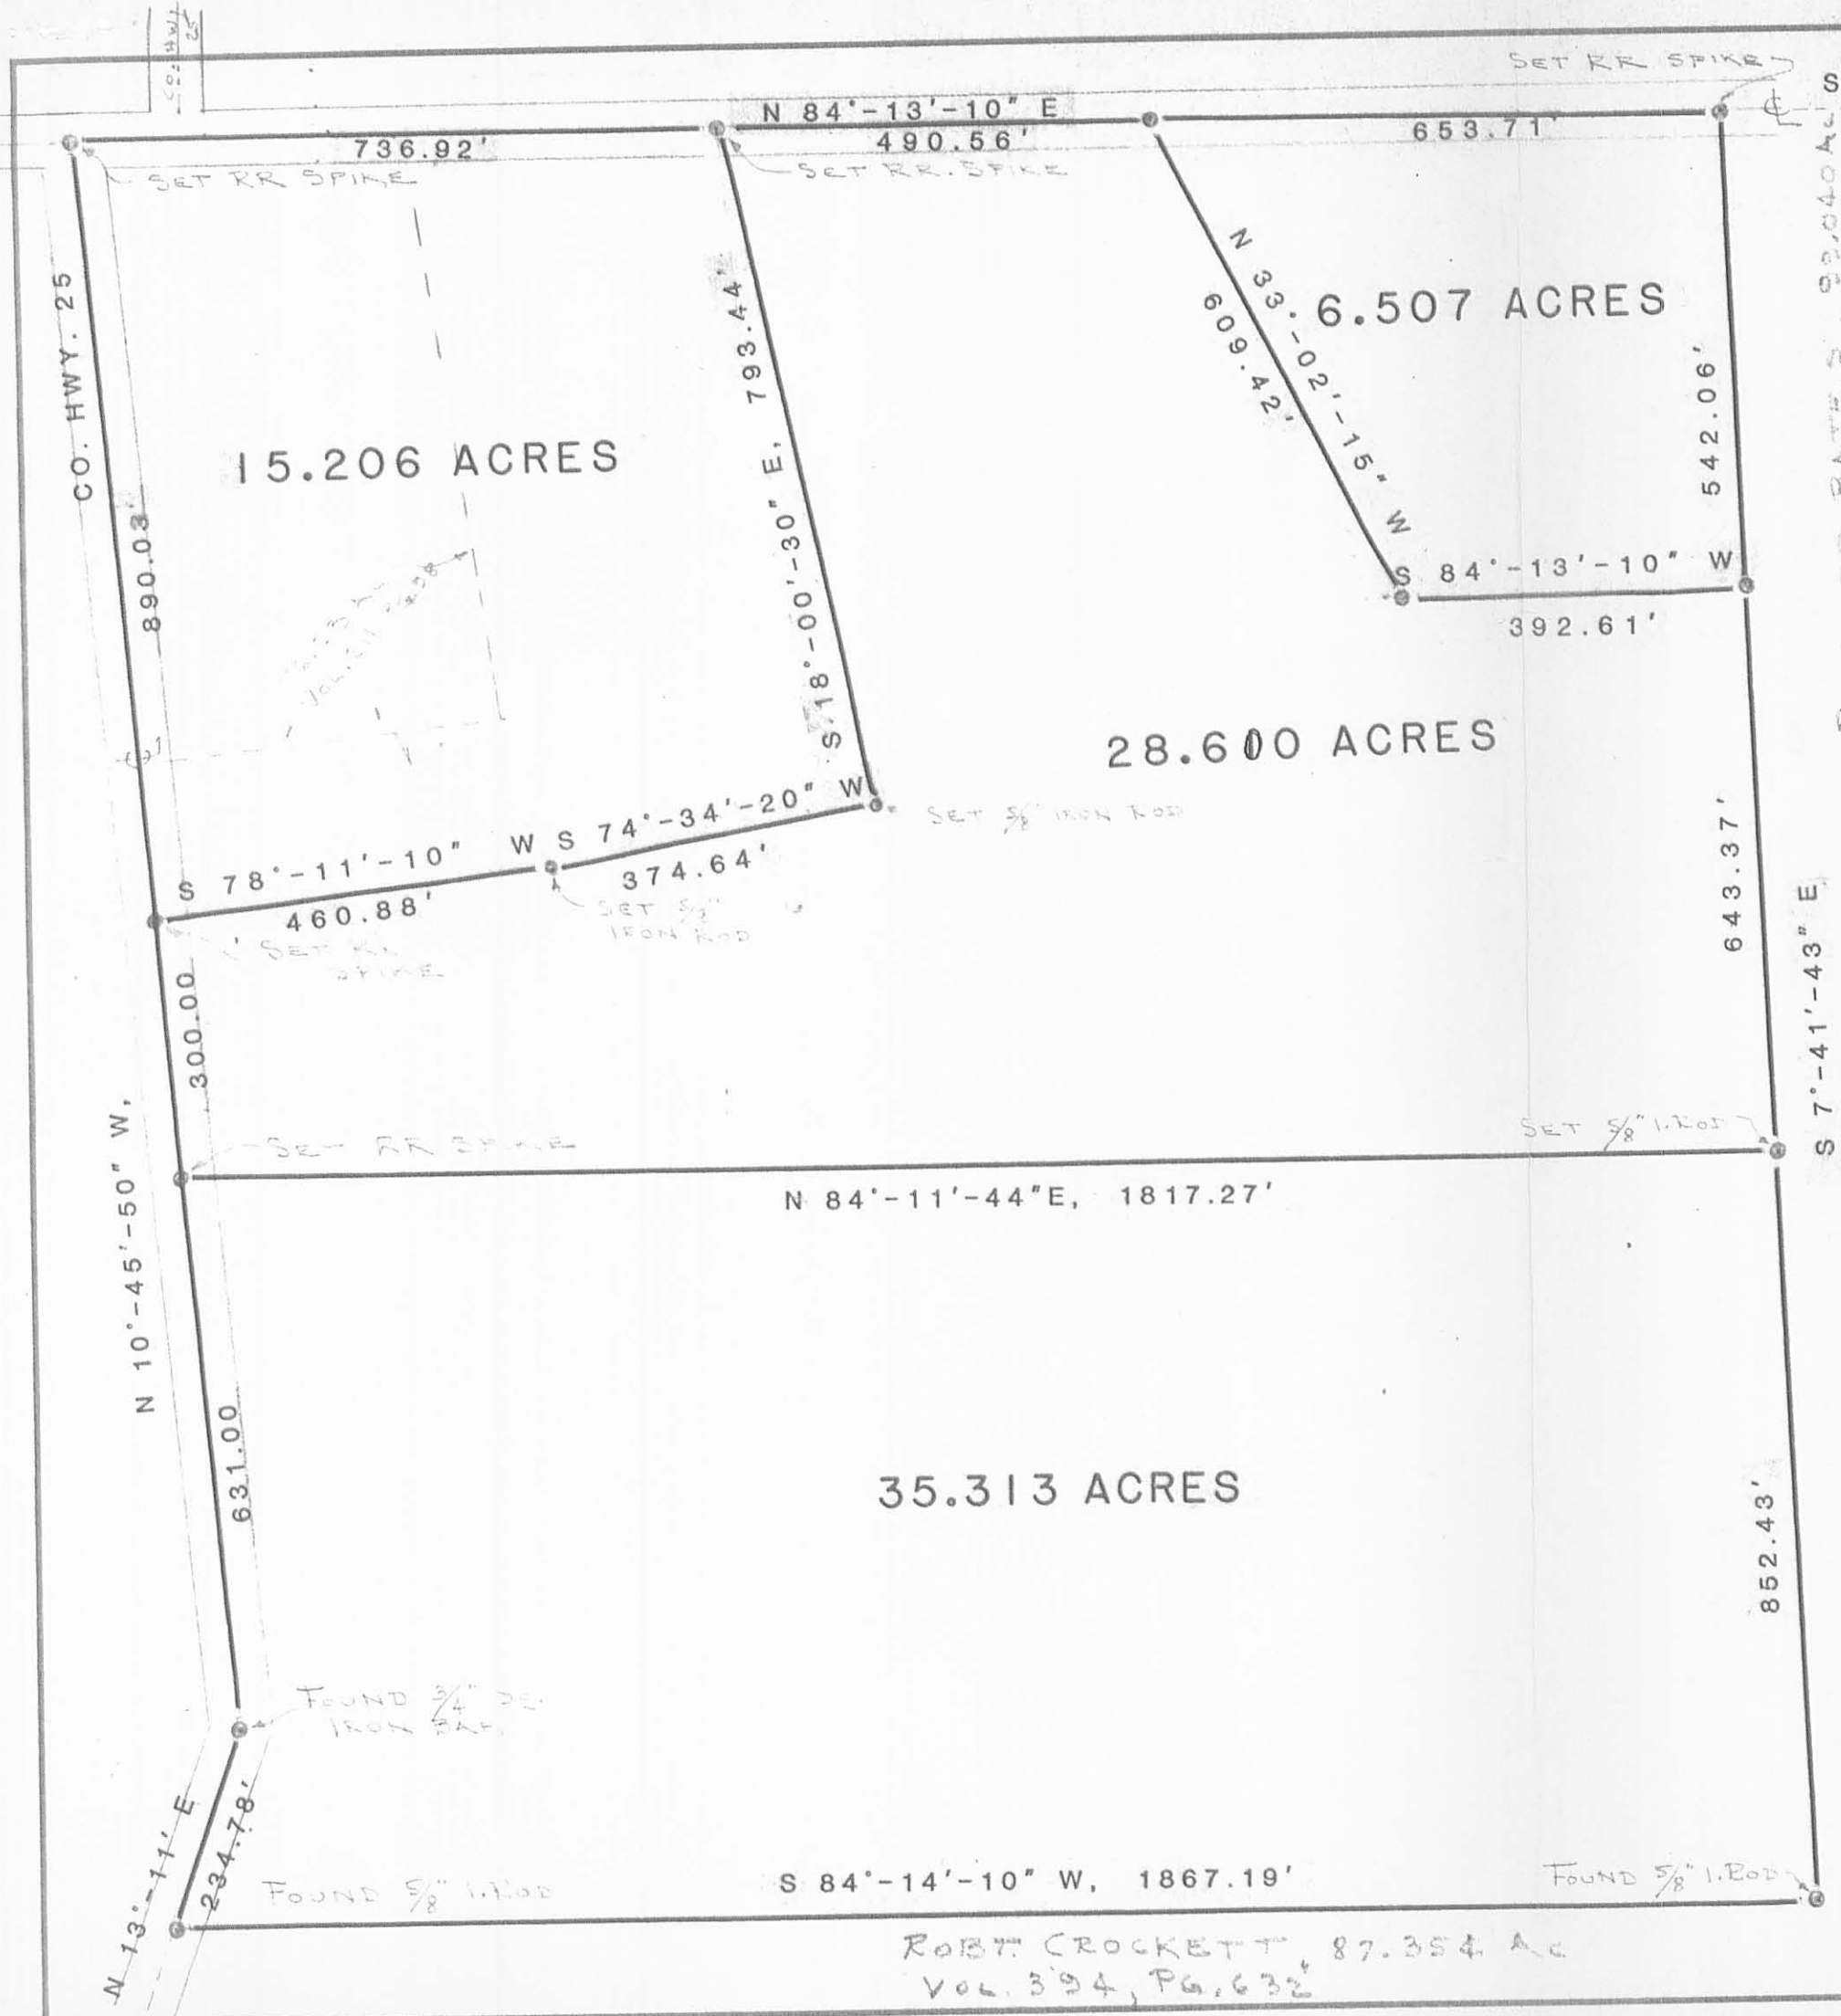 CO. HWY
25
SET RR SPIKE
S
N 84°-13'-10" E
736.92'
490.56'
653.71'
SET RR SPIKE
SET RR. SPIKE
CO. HWY. 25
890.03'
15.206 ACRES
S 18°-00'-30" E, 793.44'
N 33°-02'-15" W
609.42'
6.507 ACRES
542.06'
S 84°-13'-10" W
392.61'
28.600 ACRES
S 74°-34'-20" W
374.64'
SET 5/8" IRON ROD
S 78°-11'-10" W
460.88'
SET 5/8"
IRON ROD
SET RR
SPIKE
300.00
643.37'
S 7°-41'-43" E
SET RR SPIKE
SET 5/8" I.ROD
N 84°-11'-44"E, 1817.27'
N 10°-45'-50" W,
631.00
35.313 ACRES
852.43'
FOUND 3/4" SQ.
IRON BAR
N 13°-11' E
234.78'
FOUND 5/8" I.ROD
S 84°-14'-10" W, 1867.19'
FOUND 5/8" I.ROD
ROBT. CROCKETT, 87.354 AC
VOL. 394, PG. 632